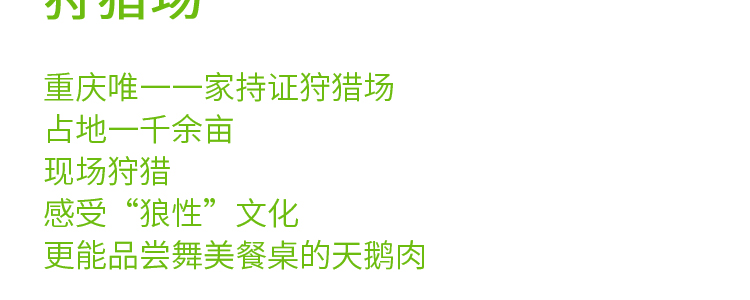 狩猎场
重庆唯一一家持证狩猎场
占地一千余亩
现场狩猎
感受“狼性”文化
更能品尝舞美餐桌的天鹅肉